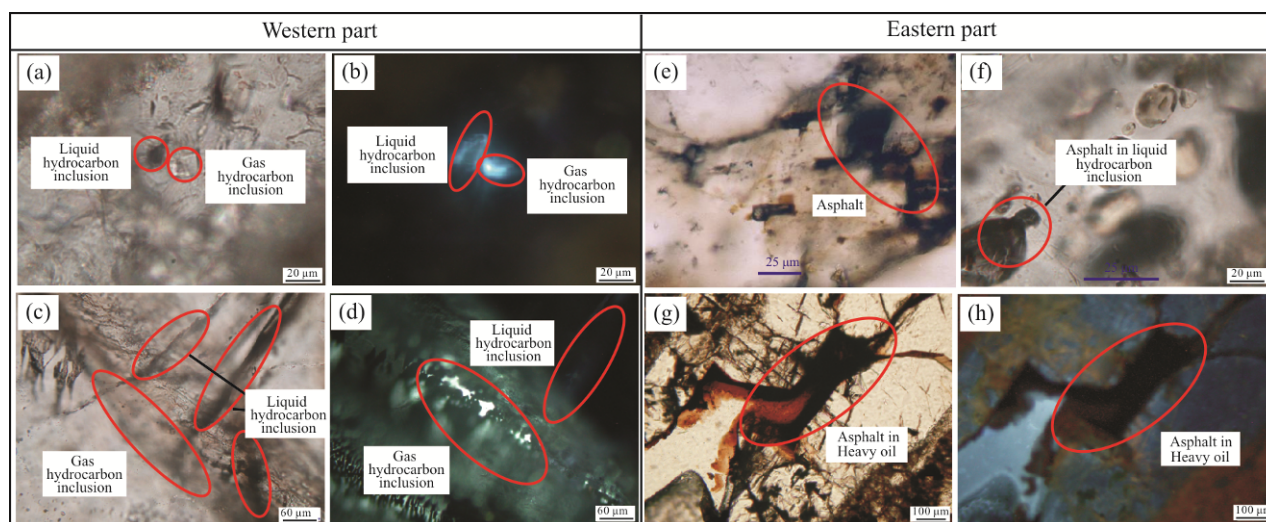 Western part
Eastern part
(a)
Liquid
hydrocarbon
inclusion
Gas
hydrocarbon
inclusion
20 μm
(b)
Liquid
hydrocarbon
inclusion
Gas
hydrocarbon
inclusion
20 μm
(e)
Asphalt
25 μm
(f)
Asphalt in liquid
hydrocarbon
inclusion
20 μm
(c)
Liquid
hydrocarbon
inclusion
Gas
hydrocarbon
inclusion
60 μm
(d)
Liquid
hydrocarbon
inclusion
Gas
hydrocarbon
inclusion
60 μm
(g)
Asphalt in
Heavy oil
100 μm
(h)
Asphalt in
Heavy oil
100 μm